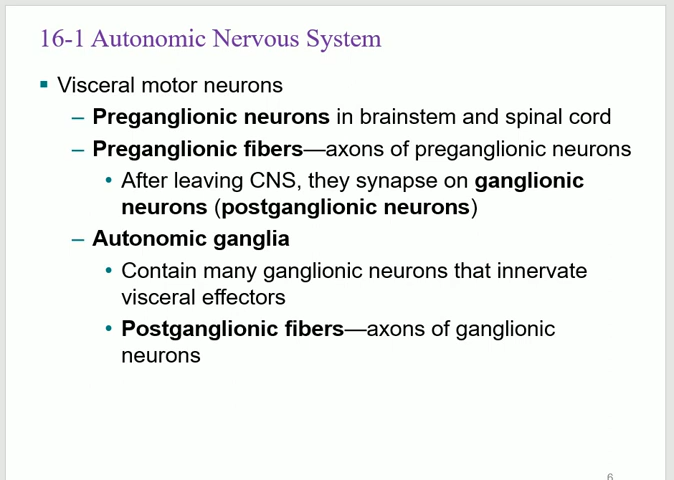 16-1 Autonomic Nervous System
▪ Visceral motor neurons
– Preganglionic neurons in brainstem and spinal cord
– Preganglionic fibers—axons of preganglionic neurons
• After leaving CNS, they synapse on ganglionic
neurons (postganglionic neurons)
– Autonomic ganglia
• Contain many ganglionic neurons that innervate
visceral effectors
• Postganglionic fibers—axons of ganglionic
neurons
6